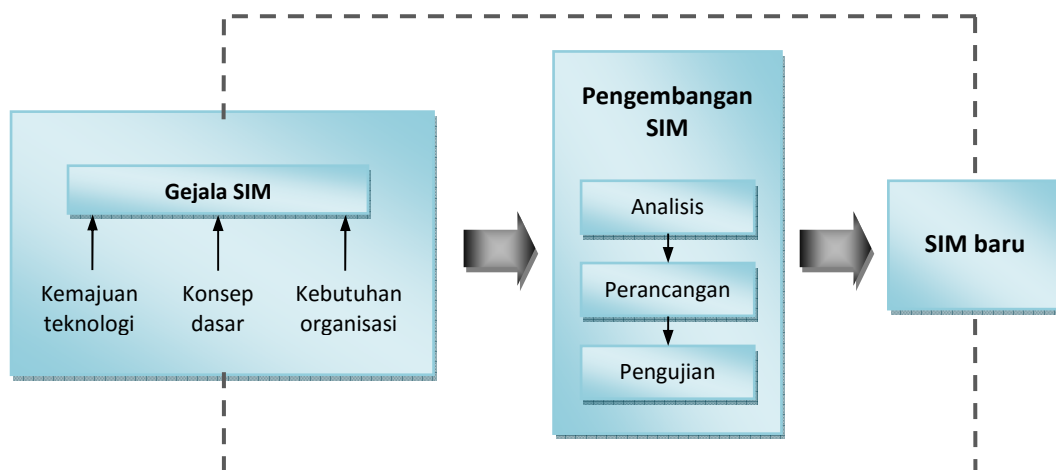 Gejala SIM
Kemajuan
teknologi
Konsep
dasar
Kebutuhan
organisasi
Pengembangan
SIM
Analisis
Perancangan
Pengujian
SIM baru